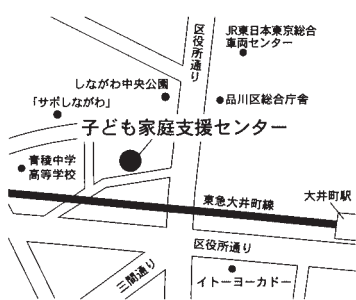 区役所通り
JR東日本東京総合
車両センター
しながわ中央公園
「サポしながわ」
品川区総合庁舎
子ども家庭支援センター
青稜中学
高等学校
東急大井町線
大井町駅
区役所通り
三間通り
イトーヨーカドー